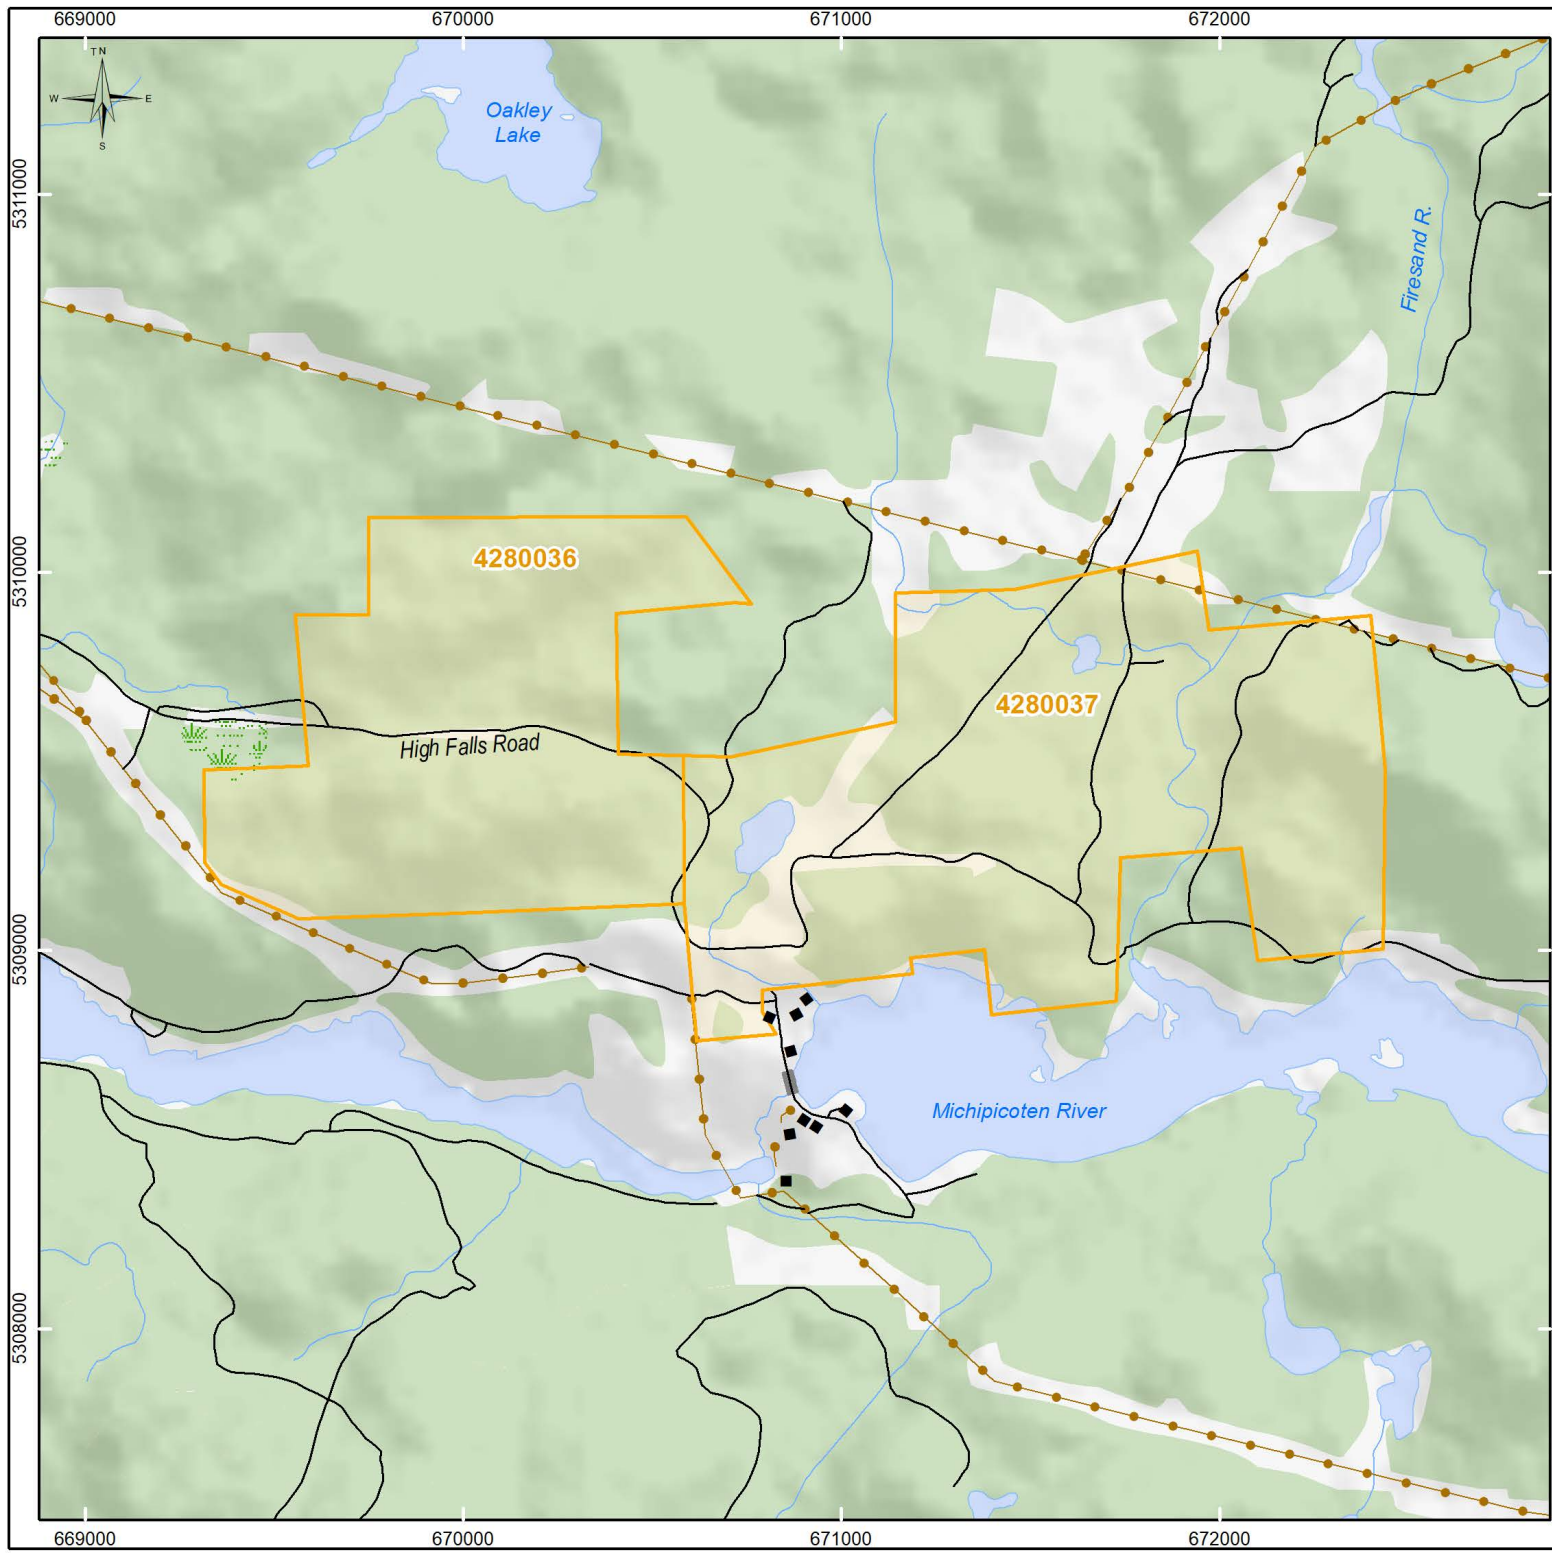 669000 670000 671000 672000
N
W E
S
Oakley
Lake
5311000
Firesand R.
5310000
4280036
4280037
High Falls Road
5309000
Michipicoten River
5308000
669000 670000 671000 672000